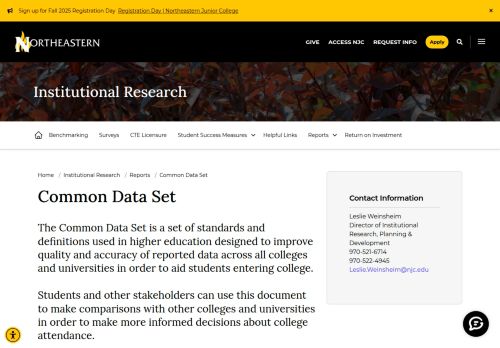 Sign up for Fall 2025 Registration Day Registration Day | Northeastern Junior College ×
NORTHEASTERN
GIVE ACCESS NJC REQUEST INFO Apply
Institutional Research
Benchmarking Surveys CTE Licensure Student Success Measures Helpful Links Reports Return on Investment
Home / Institutional Research / Reports / Common Data Set
Common Data Set
The Common Data Set is a set of standards and
definitions used in higher education designed to improve
quality and accuracy of reported data across all colleges
and universities in order to aid students entering college.
Students and other stakeholders can use this document
to make comparisons with other colleges and universities
in order to make more informed decisions about college
attendance.
Contact Information
Leslie Weinsheim
Director of Institutional
Research, Planning &
Development
970-521-6714
970-522-4945
Leslie.Weinsheim@njc.edu